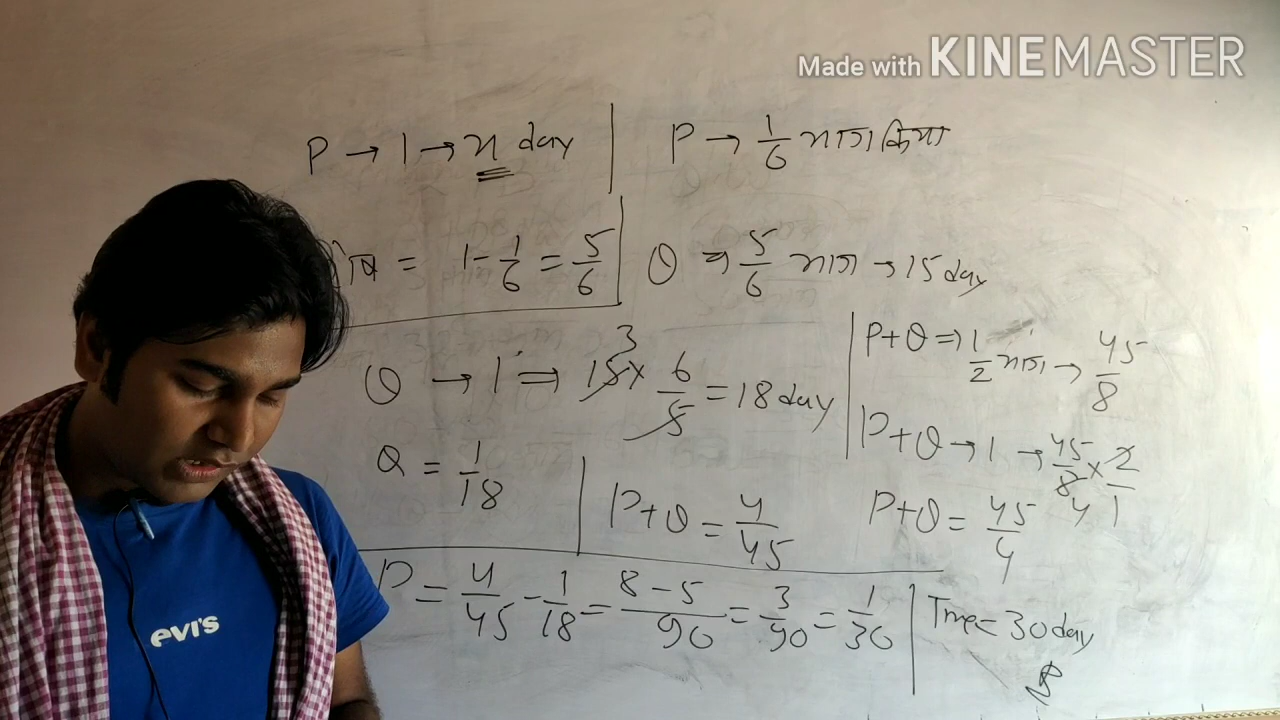 Made with KINEMASTER
P → 1 → x day
P → 1/6 भाग किया
= 1 - 1/6 = 5/6
Q ⇒ 5/6 भाग → 15 day
Q → 1 ⇒ 15 × 6/5 = 18 day
3
P+Q ⇒ 1/2 भाग → 45/8
P+Q → 1 → 45/8 × 2/1
4
Q = 1/18
P+Q = 4/45
P+Q = 45/4
P = 4/45 - 1/18 = 8-5/90 = 3/90 = 1/30
Time = 30 day
evi's